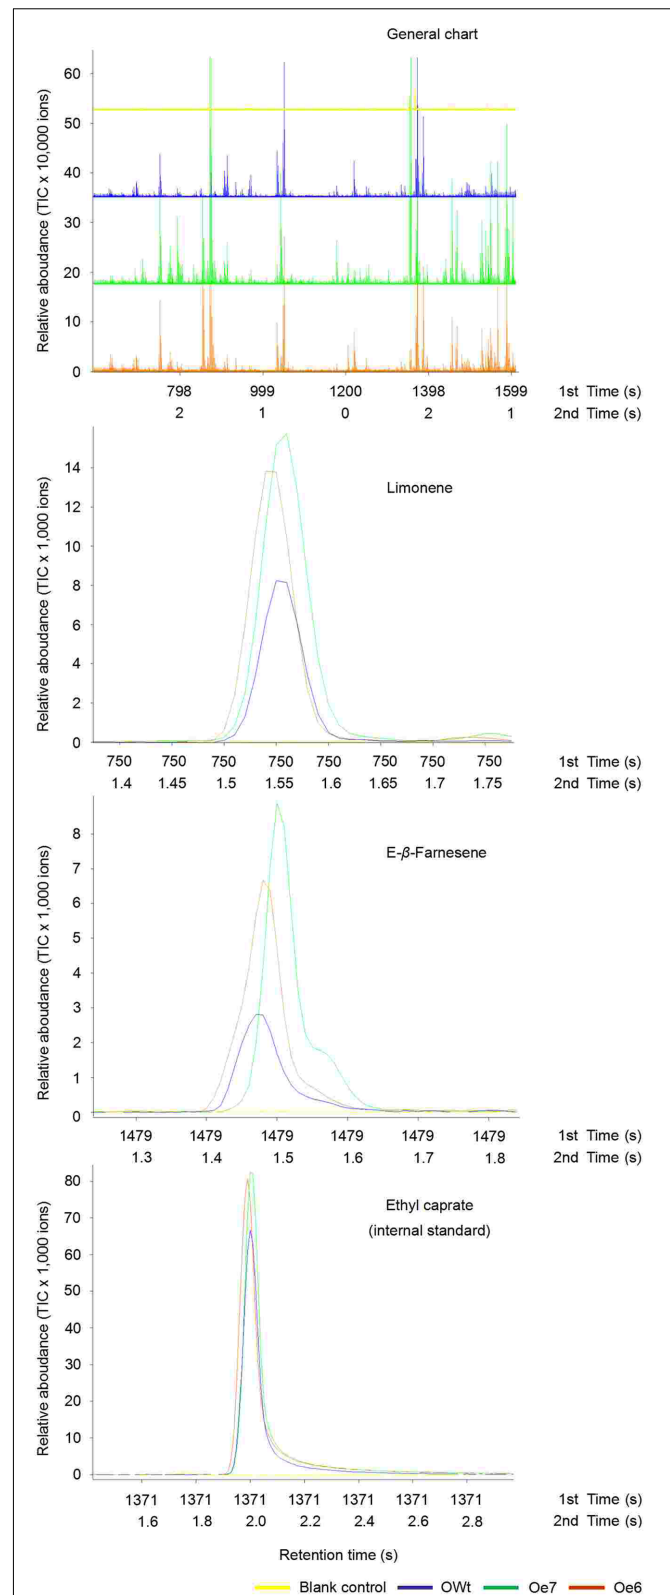 General chart
Relative aboudance (TIC x 10,000 ions)
60
50
40
30
20
10
0
798 999 1200 1398 1599 1st Time (s)
2 1 0 2 1 2nd Time (s)
Limonene
Relative aboudance (TIC x 1,000 ions)
14
12
10
8
6
4
2
0
750 750 750 750 750 750 750 750 1st Time (s)
1.4 1.45 1.5 1.55 1.6 1.65 1.7 1.75 2nd Time (s)
E-β-Farnesene
Relative aboudance (TIC x 1,000 ions)
8
7
6
5
4
3
2
1
0
1479 1479 1479 1479 1479 1479 1st Time (s)
1.3 1.4 1.5 1.6 1.7 1.8 2nd Time (s)
Ethyl caprate
(internal standard)
Relative aboudance (TIC x 1,000 ions)
80
70
60
50
40
30
20
10
0
1371 1371 1371 1371 1371 1371 1371 1st Time (s)
1.6 1.8 2.0 2.2 2.4 2.6 2.8 2nd Time (s)
Retention time (s)
Blank control OWt Oe7 Oe6